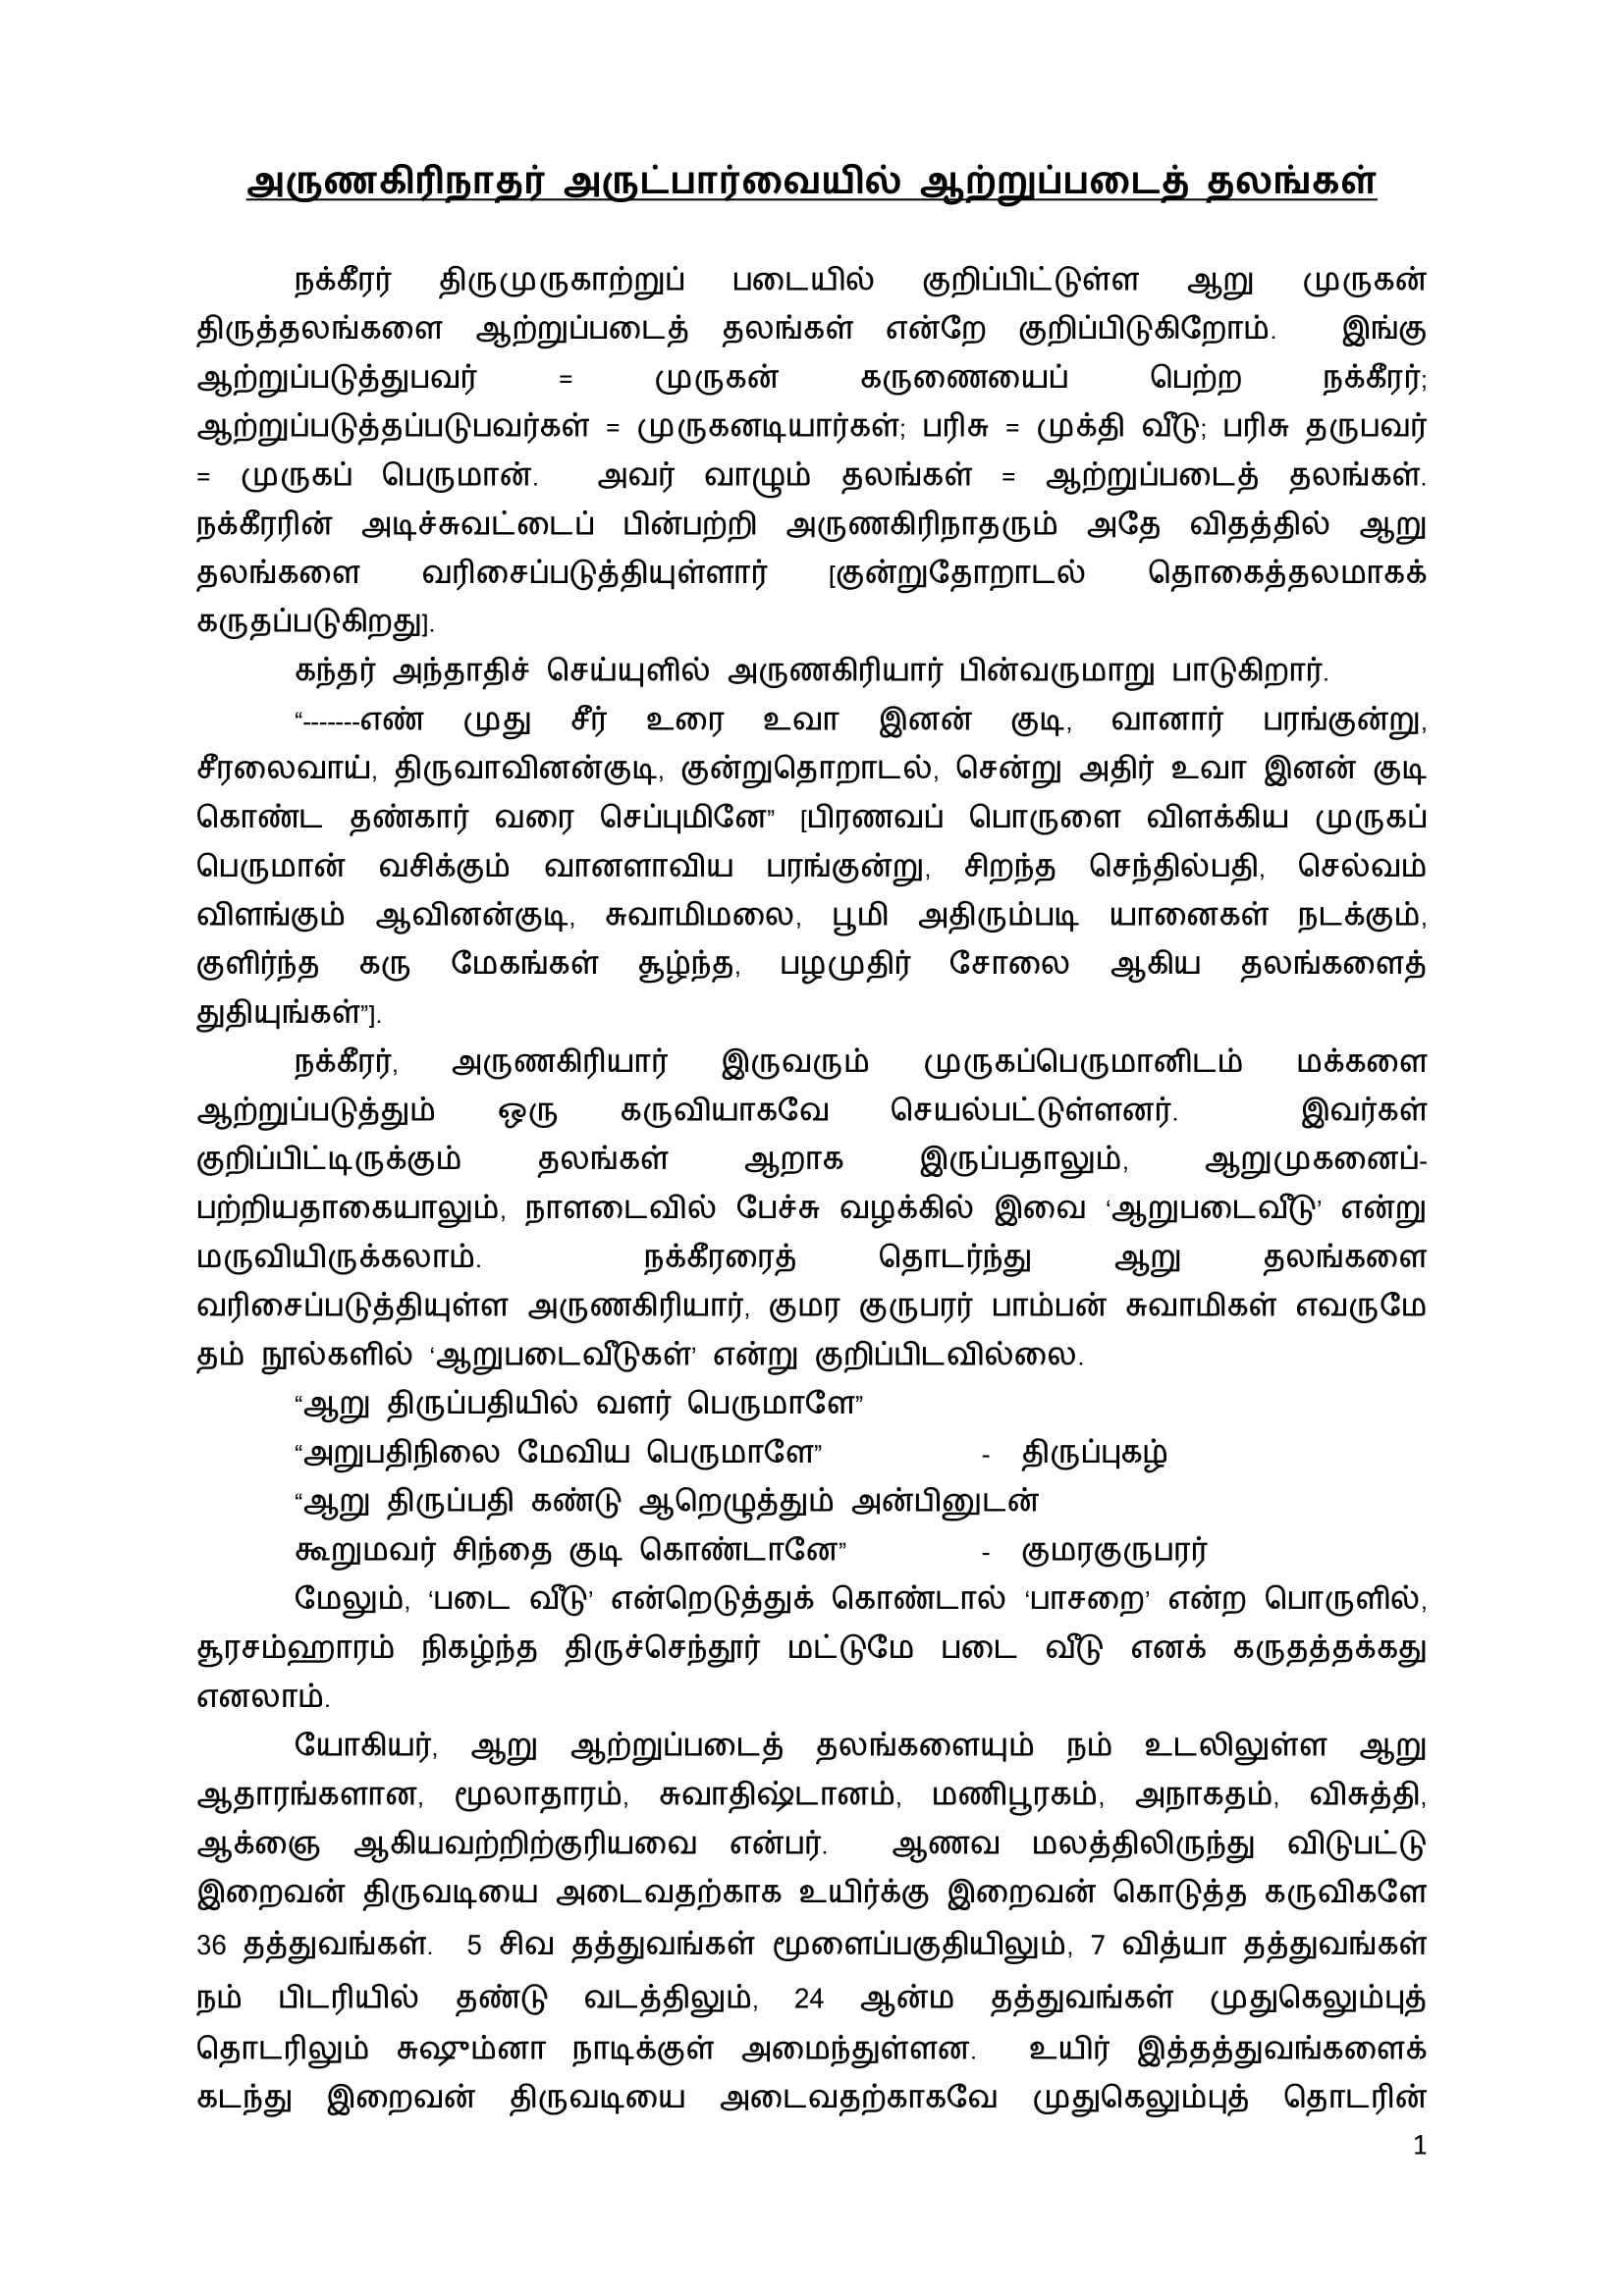 அருணகிரிநாதர் அருட்பார்வையில் ஆற்றுப்படைத் தலங்கள்
நக்கீரர் திருமுருகாற்றுப் படையில் குறிப்பிட்டுள்ள ஆறு முருகன்
திருத்தலங்களை ஆற்றுப்படைத் தலங்கள் என்றே குறிப்பிடுகிறோம். இங்கு
ஆற்றுப்படுத்துபவர் = முருகன் கருணையைப் பெற்ற நக்கீரர்;
ஆற்றுப்படுத்தப்படுபவர்கள் = முருகனடியார்கள்; பரிசு = முக்தி வீடு; பரிசு தருபவர்
= முருகப் பெருமான். அவர் வாழும் தலங்கள் = ஆற்றுப்படைத் தலங்கள்.
நக்கீரரின் அடிச்சுவட்டைப் பின்பற்றி அருணகிரிநாதரும் அதே விதத்தில் ஆறு
தலங்களை வரிசைப்படுத்தியுள்ளார் [குன்றுதோறாடல் தொகைத்தலமாகக்
கருதப்படுகிறது].
கந்தர் அந்தாதிச் செய்யுளில் அருணகிரியார் பின்வருமாறு பாடுகிறார்.
“-------எண் முது சீர் உரை உவா இனன் குடி, வானார் பரங்குன்று,
சீரலைவாய், திருவாவினன்குடி, குன்றுதொறாடல், சென்று அதிர் உவா இனன் குடி
கொண்ட தண்கார் வரை செப்புமினே” [பிரணவப் பொருளை விளக்கிய முருகப்
பெருமான் வசிக்கும் வானளாவிய பரங்குன்று, சிறந்த செந்தில்பதி, செல்வம்
விளங்கும் ஆவினன்குடி, சுவாமிமலை, பூமி அதிரும்படி யானைகள் நடக்கும்,
குளிர்ந்த கரு மேகங்கள் சூழ்ந்த, பழமுதிர் சோலை ஆகிய தலங்களைத்
துதியுங்கள்”].
நக்கீரர், அருணகிரியார் இருவரும் முருகப்பெருமானிடம் மக்களை
ஆற்றுப்படுத்தும் ஒரு கருவியாகவே செயல்பட்டுள்ளனர். இவர்கள்
குறிப்பிட்டிருக்கும் தலங்கள் ஆறாக இருப்பதாலும், ஆறுமுகனைப்-
பற்றியதாகையாலும், நாளடைவில் பேச்சு வழக்கில் இவை ‘ஆறுபடைவீடு’ என்று
மருவியிருக்கலாம். நக்கீரரைத் தொடர்ந்து ஆறு தலங்களை
வரிசைப்படுத்தியுள்ள அருணகிரியார், குமர குருபரர் பாம்பன் சுவாமிகள் எவருமே
தம் நூல்களில் ‘ஆறுபடைவீடுகள்’ என்று குறிப்பிடவில்லை.
“ஆறு திருப்பதியில் வளர் பெருமாளே”
“அறுபதிநிலை மேவிய பெருமாளே” - திருப்புகழ்
“ஆறு திருப்பதி கண்டு ஆறெழுத்தும் அன்பினுடன்
கூறுமவர் சிந்தை குடி கொண்டானே” - குமரகுருபரர்
மேலும், ‘படை வீடு’ என்றெடுத்துக் கொண்டால் ‘பாசறை’ என்ற பொருளில்,
சூரசம்ஹாரம் நிகழ்ந்த திருச்செந்தூர் மட்டுமே படை வீடு எனக் கருதத்தக்கது
எனலாம்.
யோகியர், ஆறு ஆற்றுப்படைத் தலங்களையும் நம் உடலிலுள்ள ஆறு
ஆதாரங்களான, மூலாதாரம், சுவாதிஷ்டானம், மணிபூரகம், அநாகதம், விசுத்தி,
ஆக்ஞை ஆகியவற்றிற்குரியவை என்பர். ஆணவ மலத்திலிருந்து விடுபட்டு
இறைவன் திருவடியை அடைவதற்காக உயிர்க்கு இறைவன் கொடுத்த கருவிகளே
36 தத்துவங்கள். 5 சிவ தத்துவங்கள் மூளைப்பகுதியிலும், 7 வித்யா தத்துவங்கள்
நம் பிடரியில் தண்டு வடத்திலும், 24 ஆன்ம தத்துவங்கள் முதுகெலும்புத்
தொடரிலும் சுஷும்னா நாடிக்குள் அமைந்துள்ளன. உயிர் இத்தத்துவங்களைக்
கடந்து இறைவன் திருவடியை அடைவதற்காகவே முதுகெலும்புத் தொடரின்
1